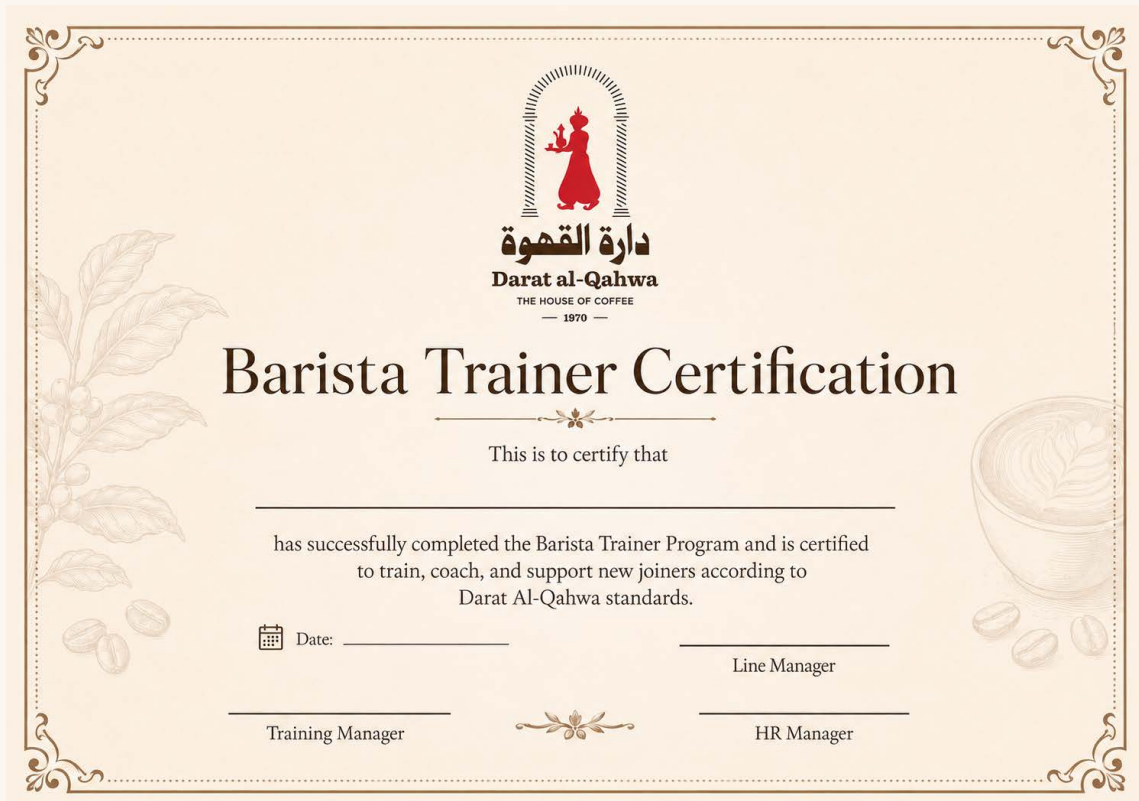 دارة القهوة
Darat al-Qahwa
THE HOUSE OF COFFEE
1970
Barista Trainer Certification
This is to certify that
has successfully completed the Barista Trainer Program and is certified
to train, coach, and support new joiners according to
Darat Al-Qahwa standards.
Date:
Line Manager
Training Manager
HR Manager